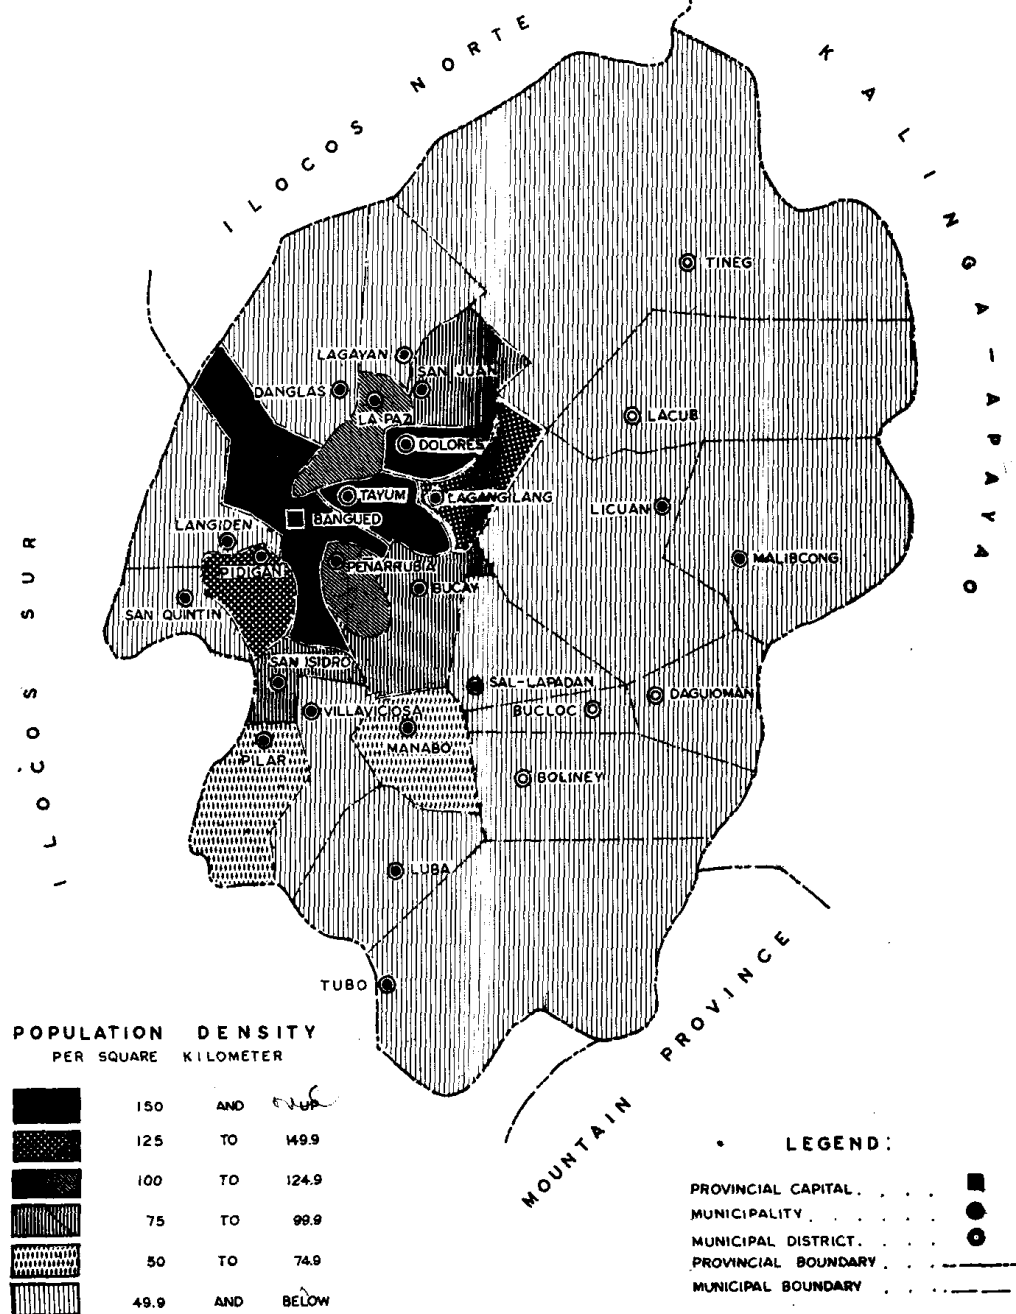 ILOCOS NORTE
KALINGA-APAYAO
TINEG
LAGAYAN
SAN JUAN
DANGLAS
LA PAZ
LACUB
DOLORES
TAYUM
LAGANGILANG
BANGUED
LICUAN
LANGIDEN
PIDIGAN
PENARRUBIA
MALIBCONG
BUCAY
SAN QUINTIN
ILOCOS SUR
SAN ISIDRO
SAL-LAPADAN
DAGUIOMAN
VILLAVICIOSA
BUCLOC
MANABO
PILAR
BOLINEY
LUBA
TUBO
MOUNTAIN PROVINCE
POPULATION DENSITY
PER SQUARE KILOMETER
150 AND UP
125 TO 149.9
100 TO 124.9
75 TO 99.9
50 TO 74.9
49.9 AND BELOW
LEGEND:
PROVINCIAL CAPITAL . . . .
MUNICIPALITY . . . . .
MUNICIPAL DISTRICT . . . .
PROVINCIAL BOUNDARY . . .
MUNICIPAL BOUNDARY . . .